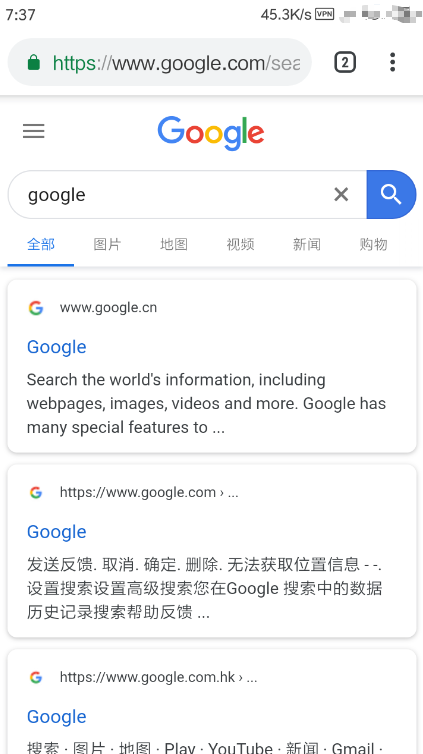 7:37 45.3K/s VPN
https://www.google.com/sea 2
Google
google
全部 图片 地图 视频 新闻 购物
www.google.cn
Google
Search the world's information, including
webpages, images, videos and more. Google has
many special features to ...
https://www.google.com › ...
Google
发送反馈. 取消. 确定. 删除. 无法获取位置信息 - -.
设置搜索设置高级搜索您在Google 搜索中的数据
历史记录搜索帮助反馈 ...
https://www.google.com.hk › ...
Google
搜索 · 图片 · 地图 · Play · YouTube · 新闻 · Gmail ·